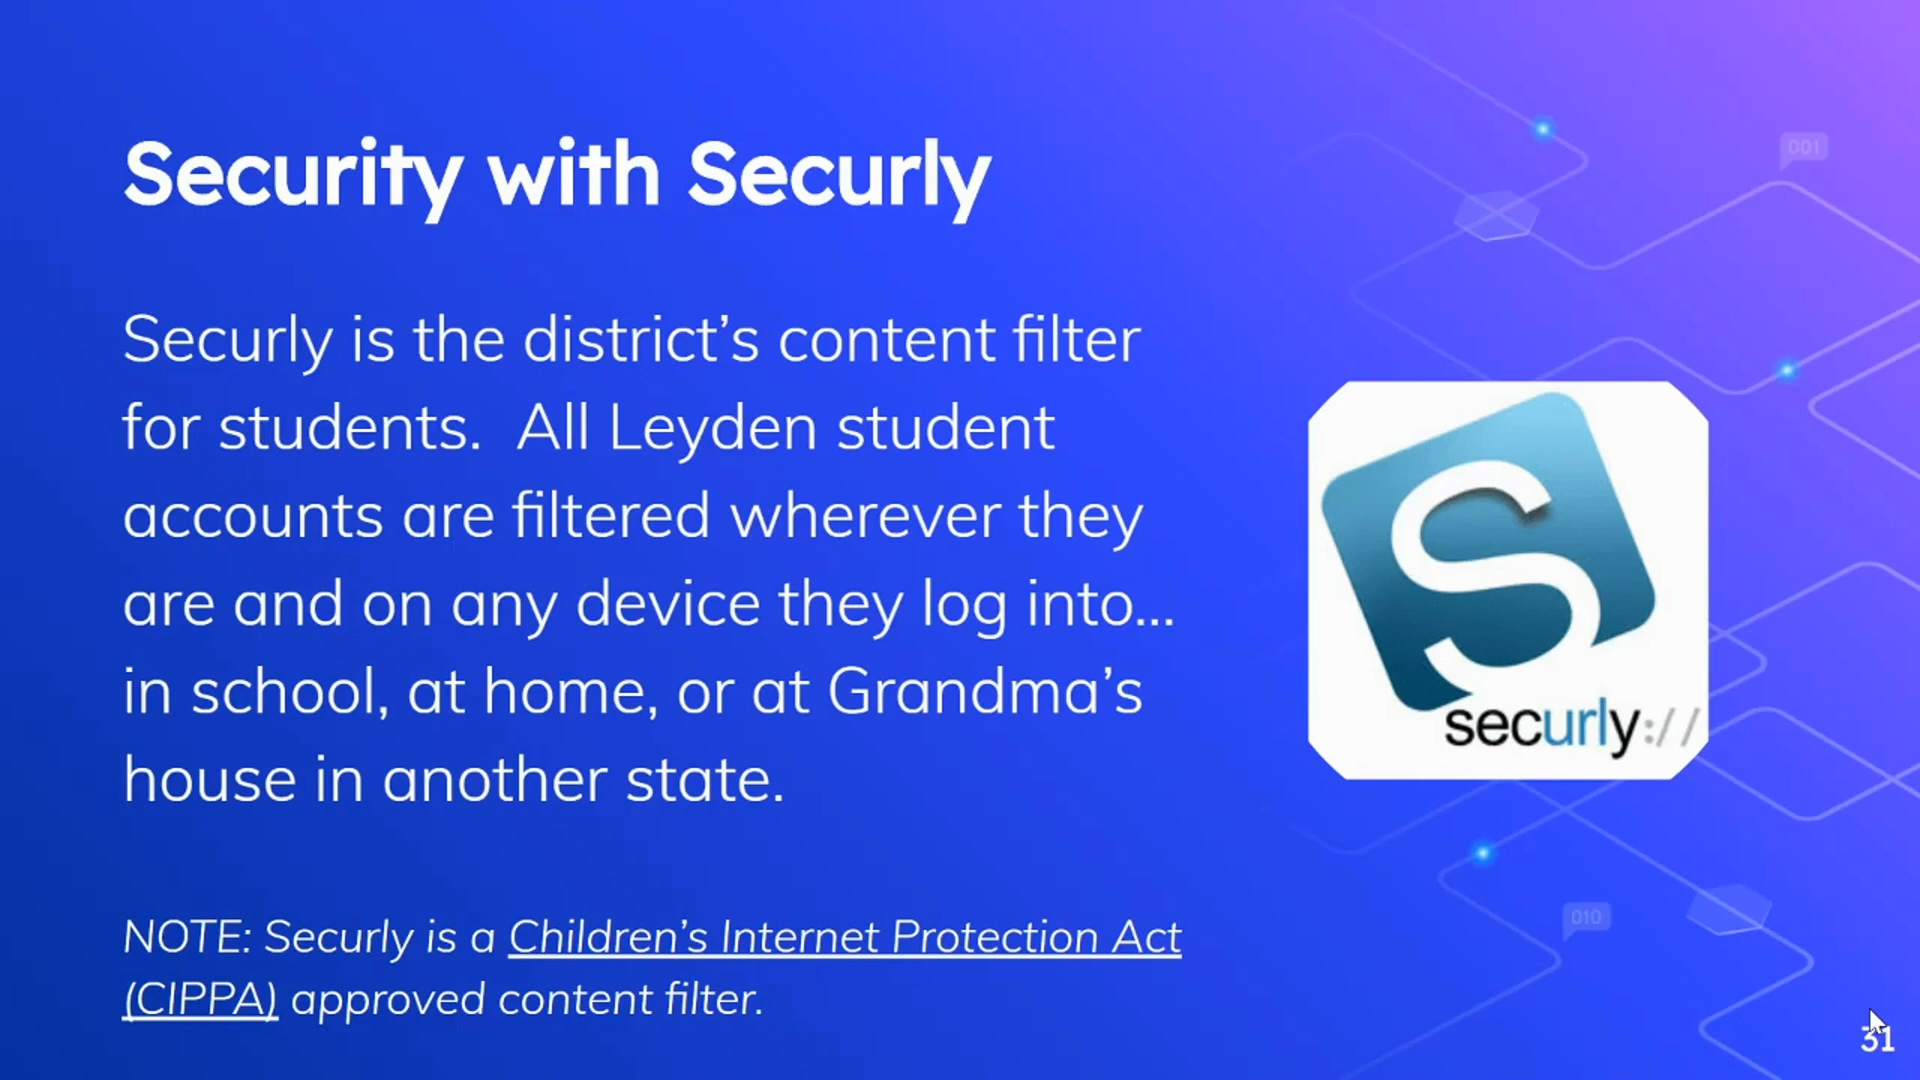 Security with Securly
Securly is the district’s content filter
for students.  All Leyden student
accounts are filtered wherever they
are and on any device they log into...
in school, at home, or at Grandma’s
house in another state.
NOTE: Securly is a Children’s Internet Protection Act
(CIPPA) approved content filter.
001
securly://
010
31